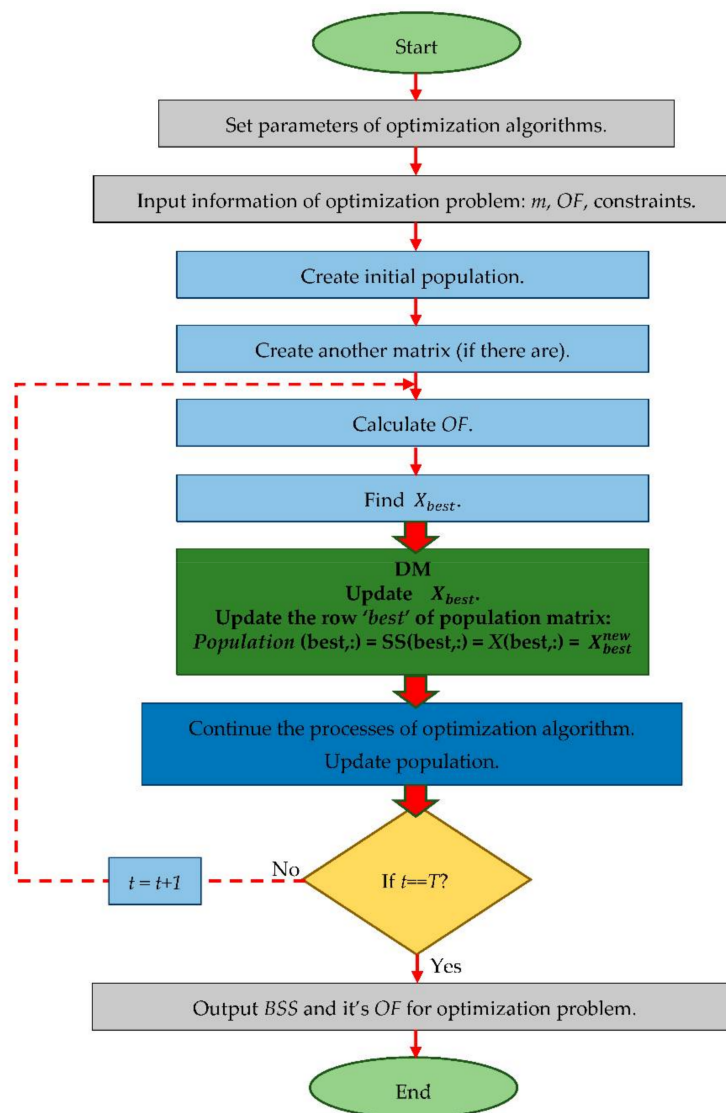 Start
Set parameters of optimization algorithms.
Input information of optimization problem: m, OF, constraints.
Create initial population.
Create another matrix (if there are).
Calculate OF.
Find X_best.
DM
Update X_best.
Update the row 'best' of population matrix:
Population (best,:) = SS(best,:) = X(best,:) = X_best^new
Continue the processes of optimization algorithm.
Update population.
If t==T?
No
t = t+1
Yes
Output BSS and it's OF for optimization problem.
End